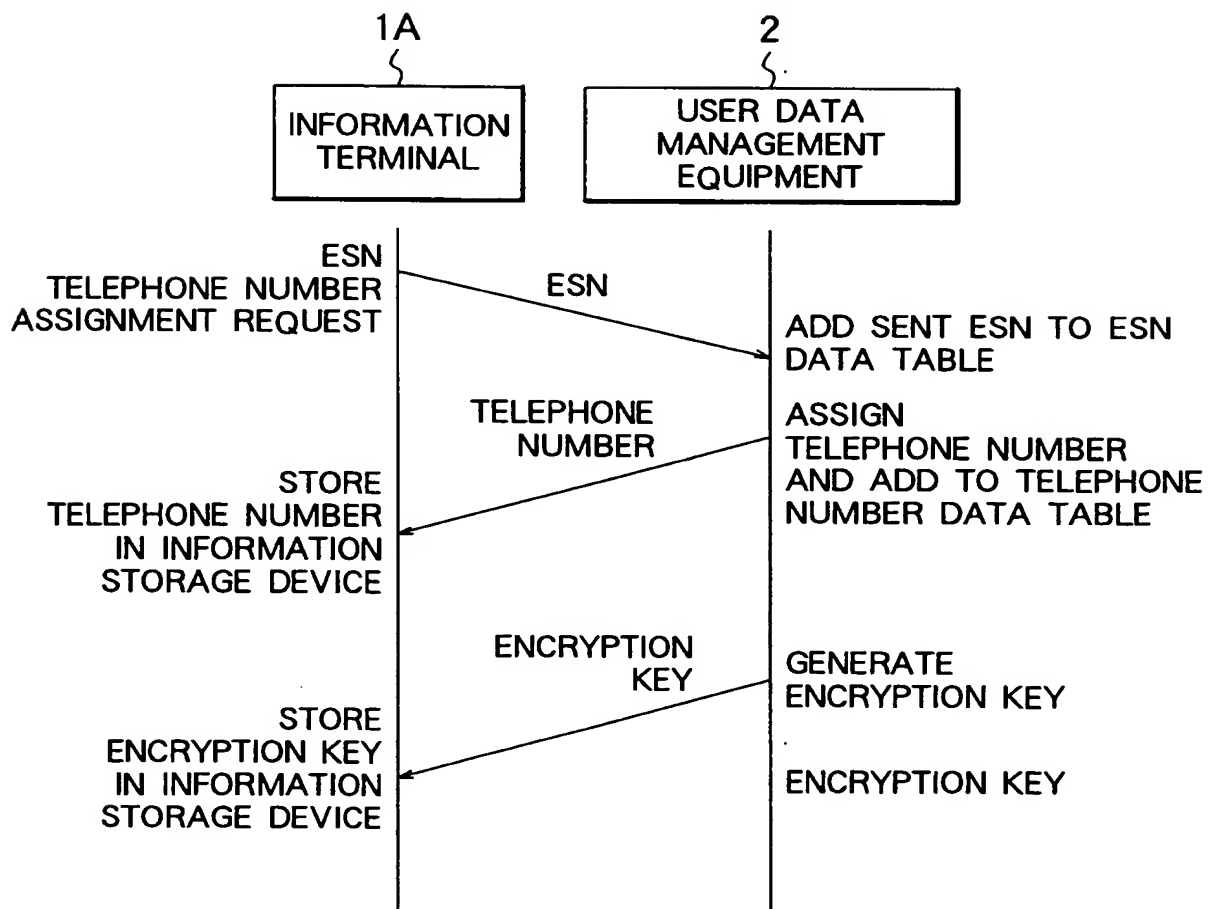 1A
2
INFORMATION
TERMINAL
USER DATA
MANAGEMENT
EQUIPMENT
ESN
TELEPHONE NUMBER
ASSIGNMENT REQUEST
ESN
ADD SENT ESN TO ESN
DATA TABLE
TELEPHONE
NUMBER
ASSIGN
TELEPHONE NUMBER
AND ADD TO TELEPHONE
NUMBER DATA TABLE
STORE
TELEPHONE NUMBER
IN INFORMATION
STORAGE DEVICE
ENCRYPTION
KEY
GENERATE
ENCRYPTION KEY
STORE
ENCRYPTION KEY
IN INFORMATION
STORAGE DEVICE
ENCRYPTION KEY